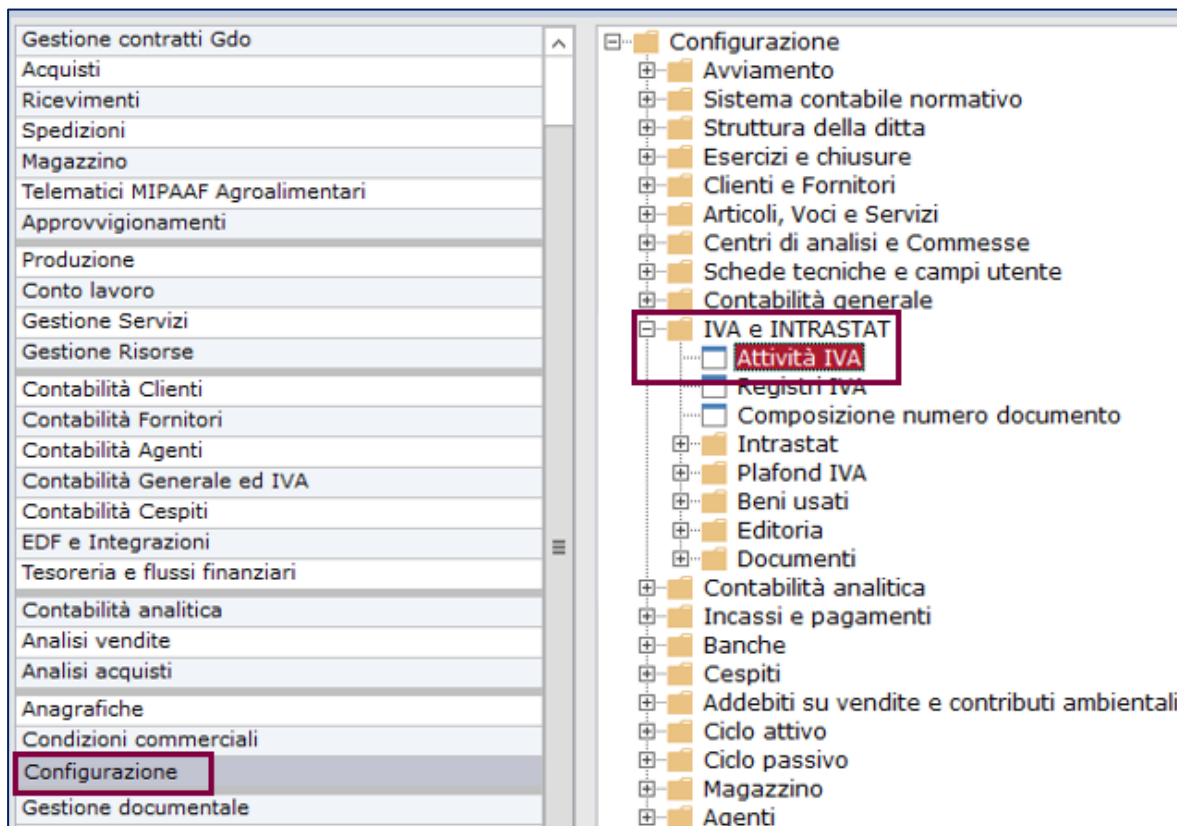 Gestione contratti Gdo
Acquisti
Ricevimenti
Spedizioni
Magazzino
Telematici MIPAAF Agroalimentari
Approvvigionamenti
Produzione
Conto lavoro
Gestione Servizi
Gestione Risorse
Contabilità Clienti
Contabilità Fornitori
Contabilità Agenti
Contabilità Generale ed IVA
Contabilità Cespiti
EDF e Integrazioni
Tesoreria e flussi finanziari
Contabilità analitica
Analisi vendite
Analisi acquisti
Anagrafiche
Condizioni commerciali
Configurazione
Gestione documentale
Configurazione
Avviamento
Sistema contabile normativo
Struttura della ditta
Esercizi e chiusure
Clienti e Fornitori
Articoli, Voci e Servizi
Centri di analisi e Commesse
Schede tecniche e campi utente
Contabilità generale
IVA e INTRASTAT
Attività IVA
Registri IVA
Composizione numero documento
Intrastat
Plafond IVA
Beni usati
Editoria
Documenti
Contabilità analitica
Incassi e pagamenti
Banche
Cespiti
Addebiti su vendite e contributi ambientali
Ciclo attivo
Ciclo passivo
Magazzino
Agenti